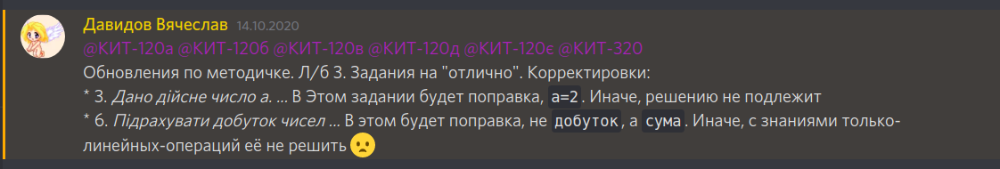 Давидов Вячеслав 14.10.2020
@КИТ-120а @КИТ-120б @КИТ-120в @КИТ-120д @КИТ-120є @КИТ-320
Обновления по методичке. Л/б 3. Задания на "отлично". Корректировки:
* 3. Дано дійсне число a. ... В Этом задании будет поправка, a=2. Иначе, решению не подлежит
* 6. Підрахувати добуток чисел ... В этом будет поправка, не добуток, а сума. Иначе, с знаниями только-
линейных-операций её не решить